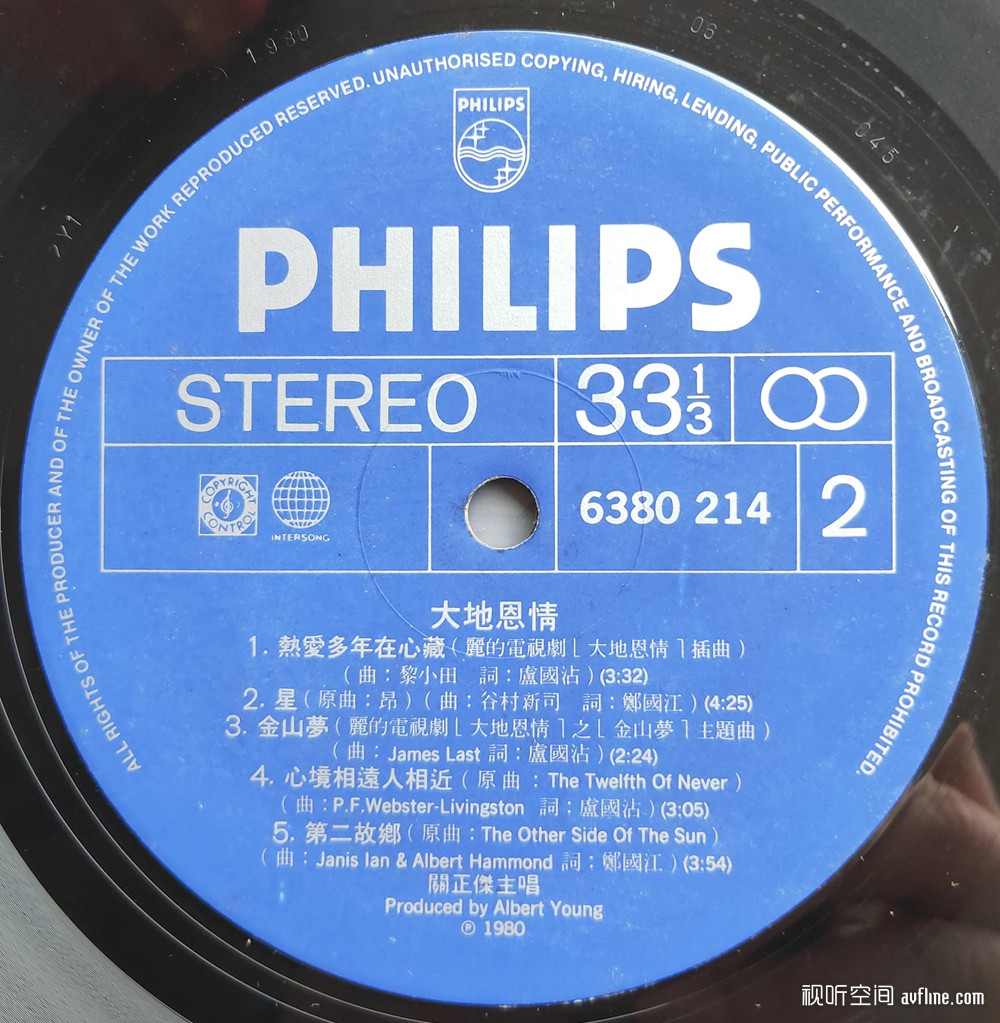 1980
06
645
2Y1
ALL RIGHTS OF THE PRODUCER AND OF THE OWNER OF THE WORK REPRODUCED RESERVED. UNAUTHORISED COPYING, HIRING, LENDING, PUBLIC PERFORMANCE AND BROADCASTING OF THIS RECORD PROHIBITED.
PHILIPS
PHILIPS
STEREO
33 1/3
COPYRIGHT CONTROL
INTERSONG
6380 214
2
大地恩情
1. 熱愛多年在心藏(麗的電視劇「大地恩情」插曲)
(曲:黎小田 詞:盧國沾)(3:32)
2. 星(原曲:昴)(曲:谷村新司 詞:鄭國江)(4:25)
3. 金山夢(麗的電視劇「大地恩情」之「金山夢」主題曲)
(曲:James Last 詞:盧國沾)(2:24)
4. 心境相遠人相近(原曲:The Twelfth Of Never)
(曲:P.F.Webster-Livingston 詞:盧國沾)(3:05)
5. 第二故鄉(原曲:The Other Side Of The Sun)
(曲:Janis Ian & Albert Hammond 詞:鄭國江)(3:54)
關正傑主唱
Produced by Albert Young
℗ 1980
视听空间 avfline.com